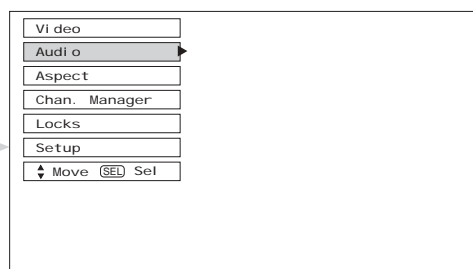 Video
Audio
Aspect
Chan. Manager
Locks
Setup
Move SEL Sel